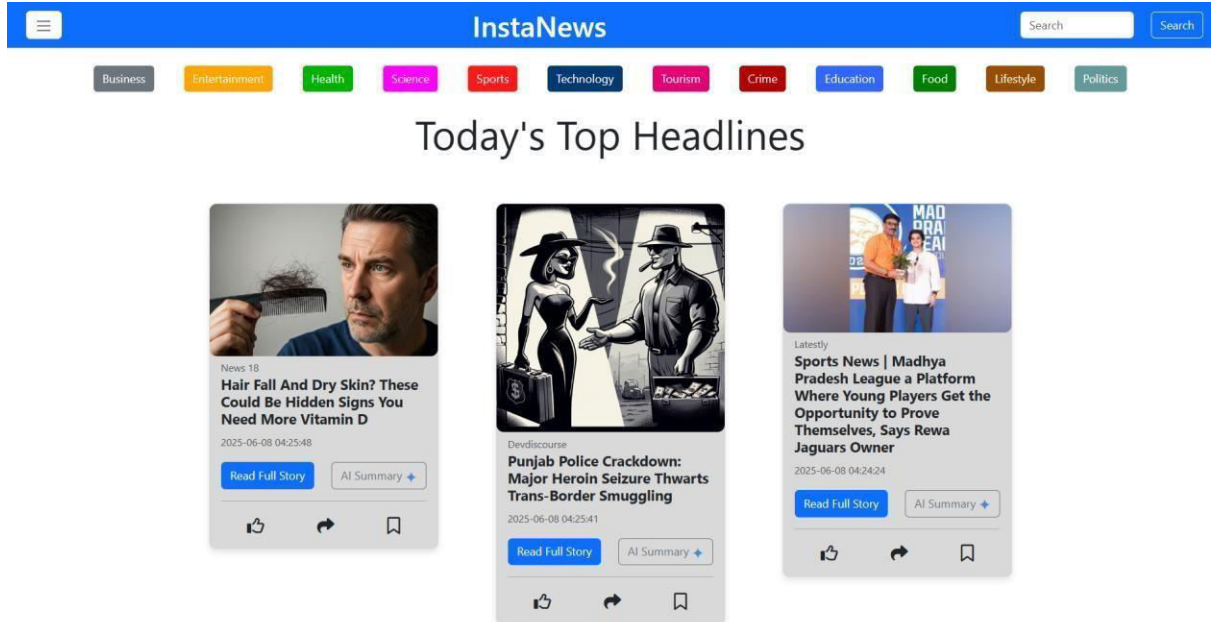 InstaNews
Search
Search
Business
Entertainment
Health
Science
Sports
Technology
Tourism
Crime
Education
Food
Lifestyle
Politics
Today's Top Headlines
News 18
Hair Fall And Dry Skin? These
Could Be Hidden Signs You
Need More Vitamin D
2025-06-08 04:25:48
Read Full Story
AI Summary
Devdiscourse
Punjab Police Crackdown:
Major Heroin Seizure Thwarts
Trans-Border Smuggling
2025-06-08 04:25:41
Read Full Story
AI Summary
MAD
PRA
Latestly
Sports News | Madhya
Pradesh League a Platform
Where Young Players Get the
Opportunity to Prove
Themselves, Says Rewa
Jaguars Owner
2025-06-08 04:24:24
Read Full Story
AI Summary